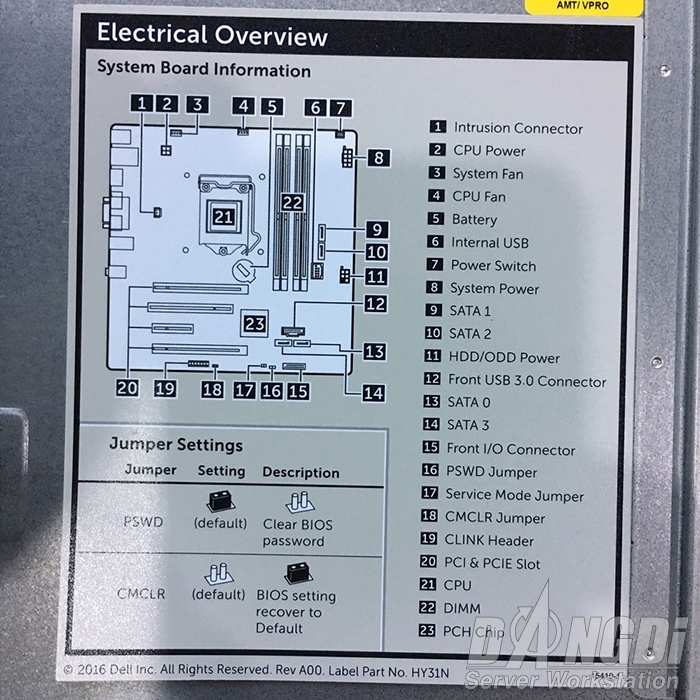 AMT/ VPRO
Electrical Overview
System Board Information
1 2 3 4 5 6 7
8
9
10
11
12
13
14
20 19 18 17 16 15
21
22
23
1 Intrusion Connector
2 CPU Power
3 System Fan
4 CPU Fan
5 Battery
6 Internal USB
7 Power Switch
8 System Power
9 SATA 1
10 SATA 2
11 HDD/ODD Power
12 Front USB 3.0 Connector
13 SATA 0
14 SATA 3
15 Front I/O Connector
16 PSWD Jumper
17 Service Mode Jumper
18 CMCLR Jumper
19 CLINK Header
20 PCI & PCIE Slot
21 CPU
22 DIMM
23 PCH Chip
Jumper Settings
Jumper Setting Description
PSWD (default) Clear BIOS
password
CMCLR (default) BIOS setting
recover to
Default
© 2016 Dell Inc. All Rights Reserved. Rev A00. Label Part No. HY31N
DANGDi
Server Workstation